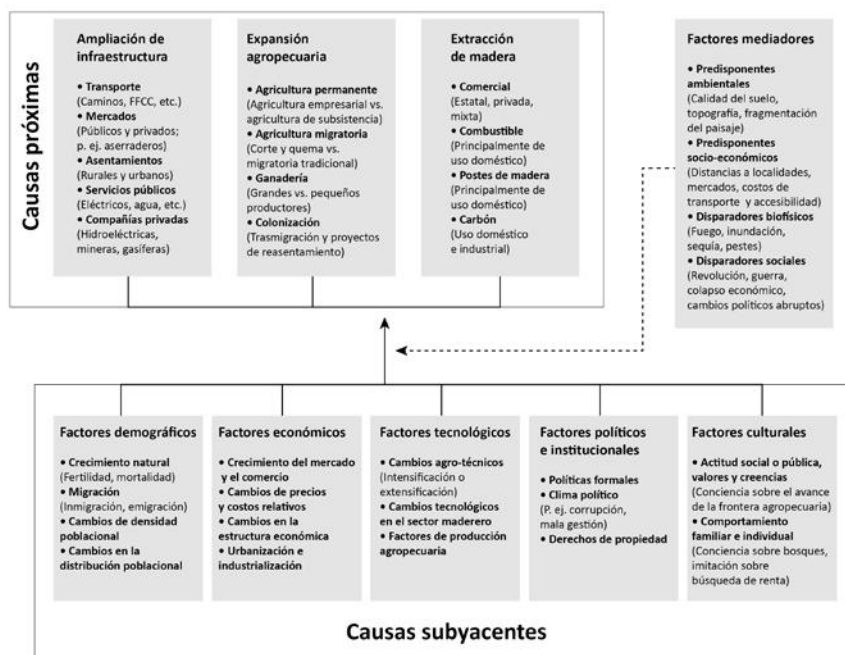 Causas próximas
Ampliación de
infraestructura
• Transporte
(Caminos, FFCC, etc.)
• Mercados
(Públicos y privados;
p. ej. aserraderos)
• Asentamientos
(Rurales y urbanos)
• Servicios públicos
(Eléctricos, agua, etc.)
• Compañías privadas
(Hidroeléctricas,
mineras, gasíferas)
Expansión
agropecuaria
• Agricultura permanente
(Agricultura empresarial vs.
agricultura de subsistencia)
• Agricultura migratoria
(Corte y quema vs.
migratoria tradicional)
• Ganadería
(Grandes vs. pequeños
productores)
• Colonización
(Trasmigración y proyectos
de reasentamiento)
Extracción
de madera
• Comercial
(Estatal, privada,
mixta)
• Combustible
(Principalmente de
uso doméstico)
• Postes de madera
(Principalmente de
uso doméstico)
• Carbón
(Uso doméstico
e industrial)
Factores mediadores
• Predisponentes
ambientales
(Calidad del suelo,
topografía, fragmentación
del paisaje)
• Predisponentes
socio-económicos
(Distancias a localidades,
mercados, costos de
transporte y accesibilidad)
• Disparadores biofísicos
(Fuego, inundación,
sequía, pestes)
• Disparadores sociales
(Revolución, guerra,
colapso económico,
cambios políticos abruptos)
Factores demográficos
• Crecimiento natural
(Fertilidad, mortalidad)
• Migración
(Inmigración, emigración)
• Cambios de densidad
poblacional
• Cambios en la
distribución poblacional
Factores económicos
• Crecimiento del mercado
y el comercio
• Cambios de precios
y costos relativos
• Cambios en la
estructura económica
• Urbanización e
industrialización
Factores tecnológicos
• Cambios agro-técnicos
(Intensificación o
extensificación)
• Cambios tecnológicos
en el sector maderero
• Factores de producción
agropecuaria
Factores políticos
e institucionales
• Políticas formales
• Clima político
(P. ej. corrupción,
mala gestión)
• Derechos de propiedad
Factores culturales
• Actitud social o pública,
valores y creencias
(Conciencia sobre el avance
de la frontera agropecuaria)
• Comportamiento
familiar e individual
(Conciencia sobre bosques,
imitación sobre
búsqueda de renta)
Causas subyacentes